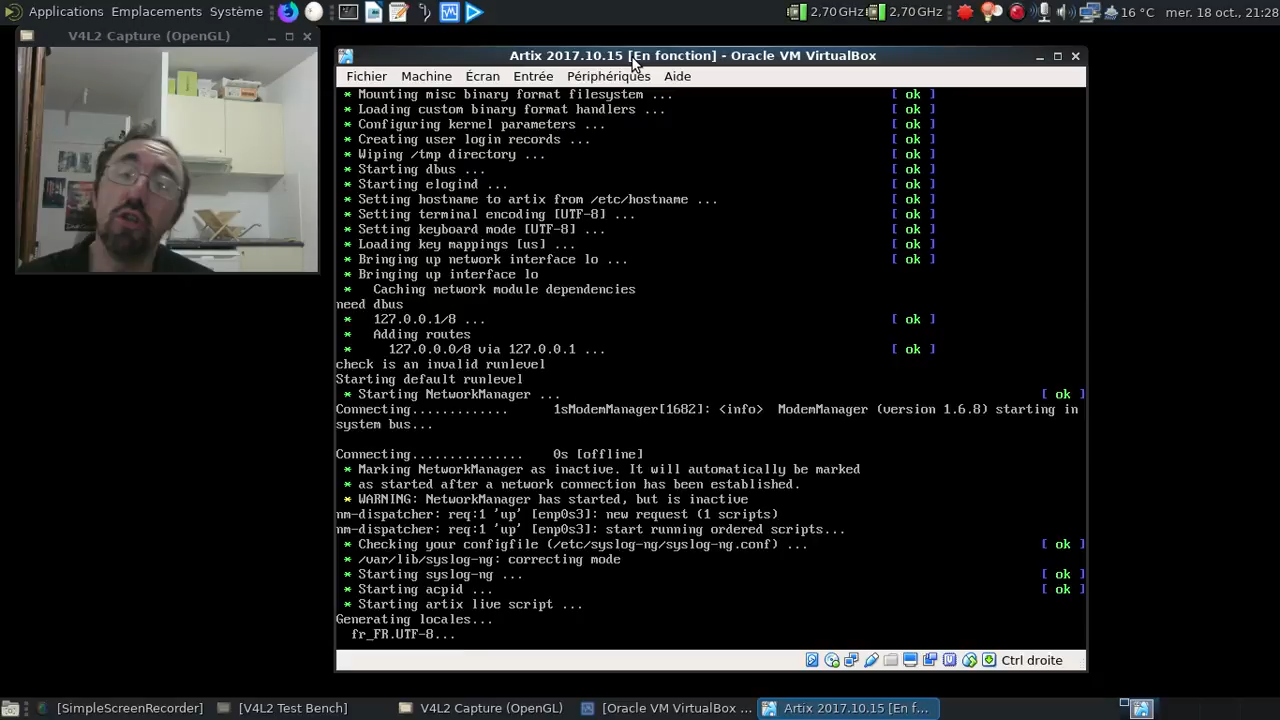 Applications Emplacements Système 2,70 GHz 2,70 GHz 16 °C mer. 18 oct., 21:28
V4L2 Capture (OpenGL)
Artix 2017.10.15 [En fonction] - Oracle VM VirtualBox
Fichier Machine Écran Entrée Périphériques Aide
* Mounting misc binary format filesystem ... [ ok ]
* Loading custom binary format handlers ... [ ok ]
* Configuring kernel parameters ... [ ok ]
* Creating user login records ... [ ok ]
* Wiping /tmp directory ... [ ok ]
* Starting dbus ... [ ok ]
* Starting elogind ... [ ok ]
* Setting hostname to artix from /etc/hostname ... [ ok ]
* Setting terminal encoding [UTF-8] ... [ ok ]
* Setting keyboard mode [UTF-8] ... [ ok ]
* Loading key mappings [us] ... [ ok ]
* Bringing up network interface lo ... [ ok ]
* Bringing up interface lo
* Caching network module dependencies
need dbus
* 127.0.0.1/8 ... [ ok ]
* Adding routes
* 127.0.0.0/8 via 127.0.0.1 ... [ ok ]
check is an invalid runlevel
Starting default runlevel
* Starting NetworkManager ... [ ok ]
Connecting............. 1sModemManager[1682]: <info> ModemManager (version 1.6.8) starting in
system bus...
Connecting............... 0s [offline]
* Marking NetworkManager as inactive. It will automatically be marked
* as started after a network connection has been established.
* WARNING: NetworkManager has started, but is inactive
nm-dispatcher: req:1 'up' [enp0s3]: new request (1 scripts)
nm-dispatcher: req:1 'up' [enp0s3]: start running ordered scripts...
* Checking your configfile (/etc/syslog-ng/syslog-ng.conf) ... [ ok ]
* /var/lib/syslog-ng: correcting mode
* Starting syslog-ng ... [ ok ]
* Starting acpid ... [ ok ]
* Starting artix live script ...
Generating locales...
fr_FR.UTF-8...
Ctrl droite
[SimpleScreenRecorder] [V4L2 Test Bench] V4L2 Capture (OpenGL) [Oracle VM VirtualBox ... Artix 2017.10.15 [En f...